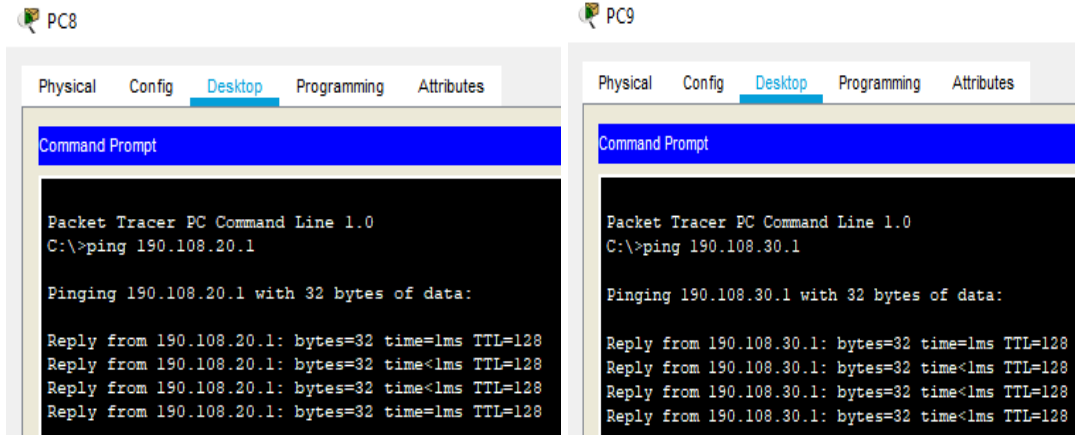 PC8
Physical Config Desktop Programming Attributes
Command Prompt
Packet Tracer PC Command Line 1.0
C:\>ping 190.108.20.1
Pinging 190.108.20.1 with 32 bytes of data:
Reply from 190.108.20.1: bytes=32 time=1ms TTL=128
Reply from 190.108.20.1: bytes=32 time<1ms TTL=128
Reply from 190.108.20.1: bytes=32 time<1ms TTL=128
Reply from 190.108.20.1: bytes=32 time=1ms TTL=128
PC9
Physical Config Desktop Programming Attributes
Command Prompt
Packet Tracer PC Command Line 1.0
C:\>ping 190.108.30.1
Pinging 190.108.30.1 with 32 bytes of data:
Reply from 190.108.30.1: bytes=32 time=1ms TTL=128
Reply from 190.108.30.1: bytes=32 time<1ms TTL=128
Reply from 190.108.30.1: bytes=32 time<1ms TTL=128
Reply from 190.108.30.1: bytes=32 time<1ms TTL=128